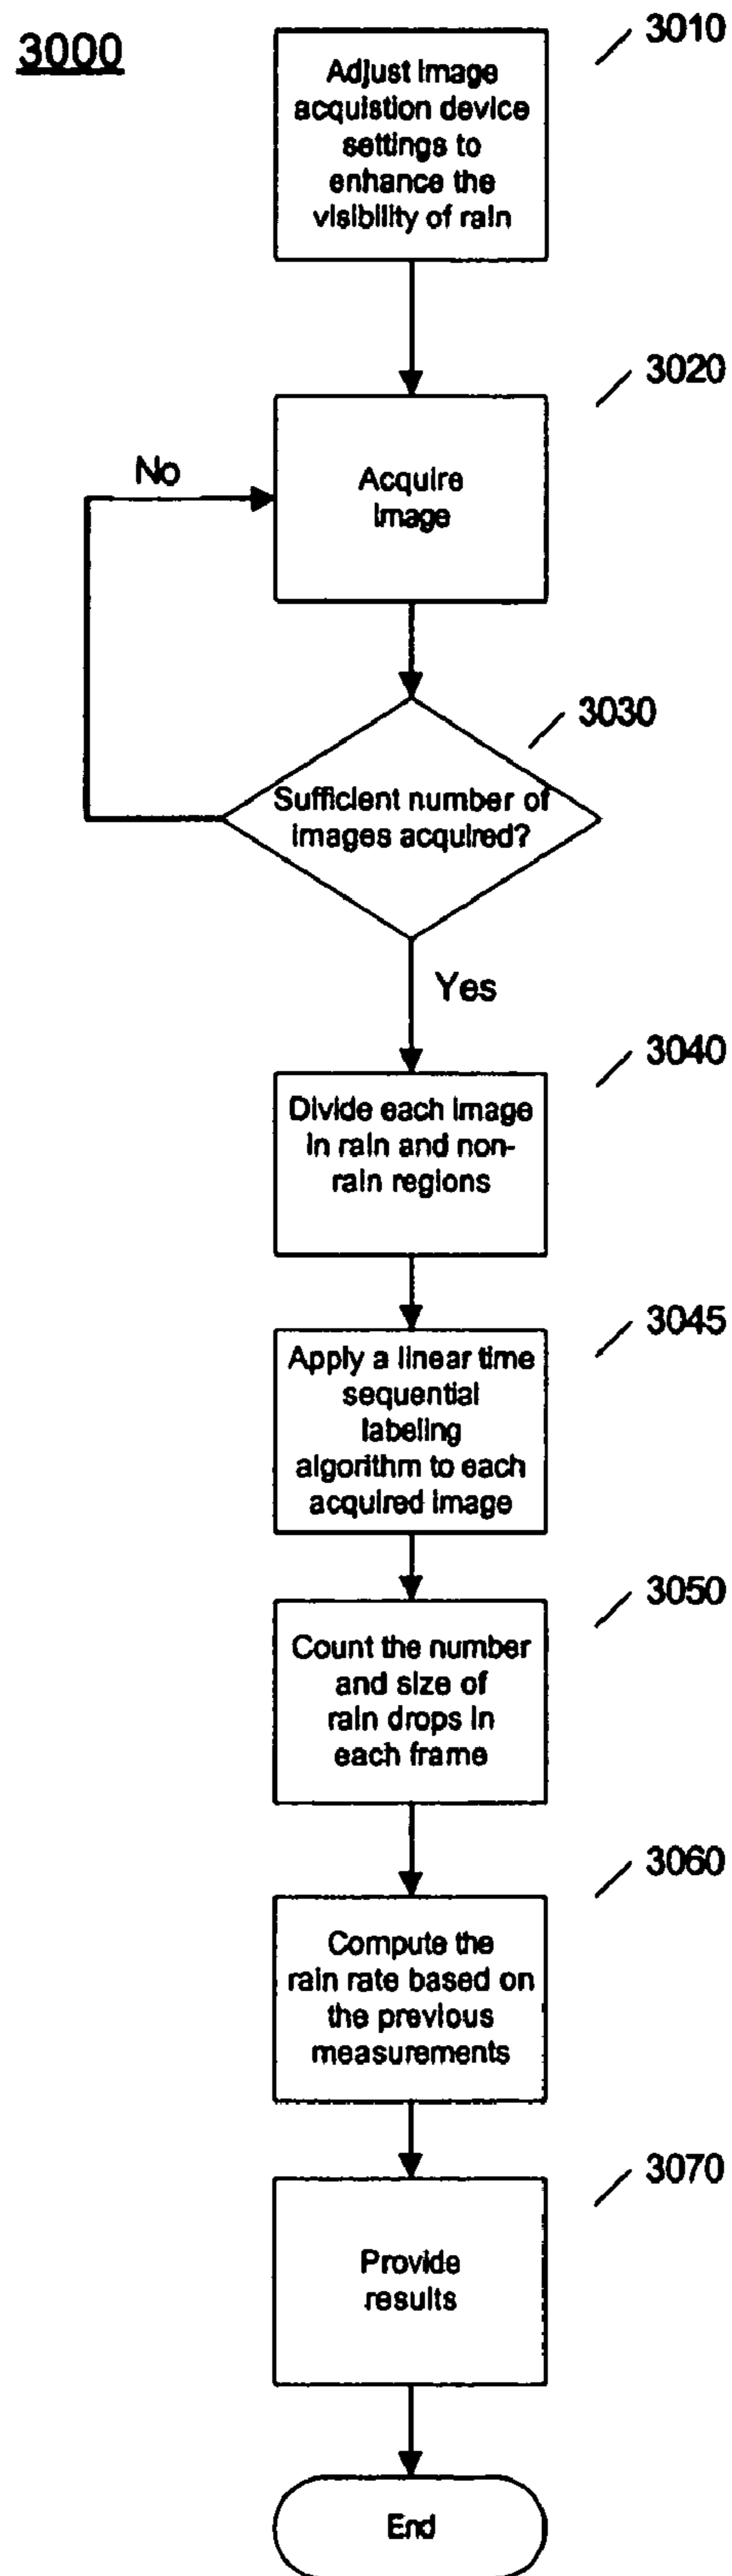 3000
3010
Adjust image
acquistion device
settings to
enhance the
visibility of rain
3020
No
Acquire
image
3030
Sufficient number of
images acquired?
Yes
3040
Divide each image
in rain and non-
rain regions
3045
Apply a linear time
sequential
labeling
algorithm to each
acquired image
3050
Count the number
and size of
rain drops in
each frame
3060
Compute the
rain rate based on
the previous
measurements
3070
Provide
results
End